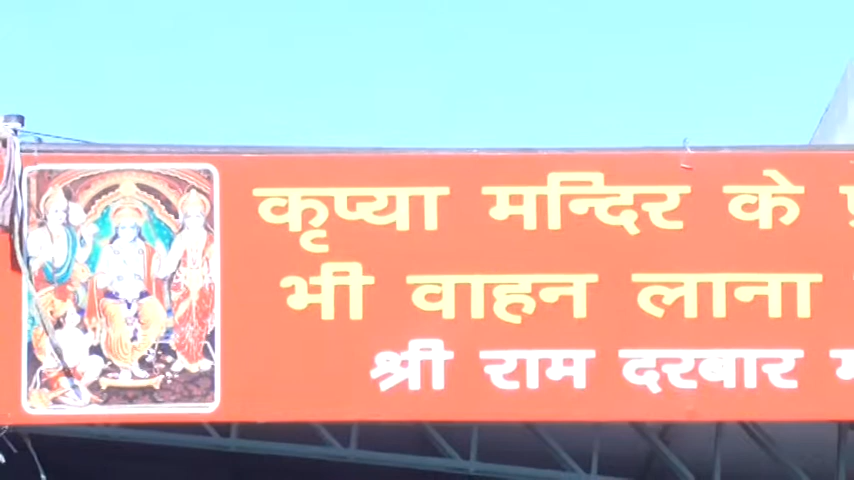 कृप्या मन्दिर के
भी वाहन लाना
श्री राम दरबार